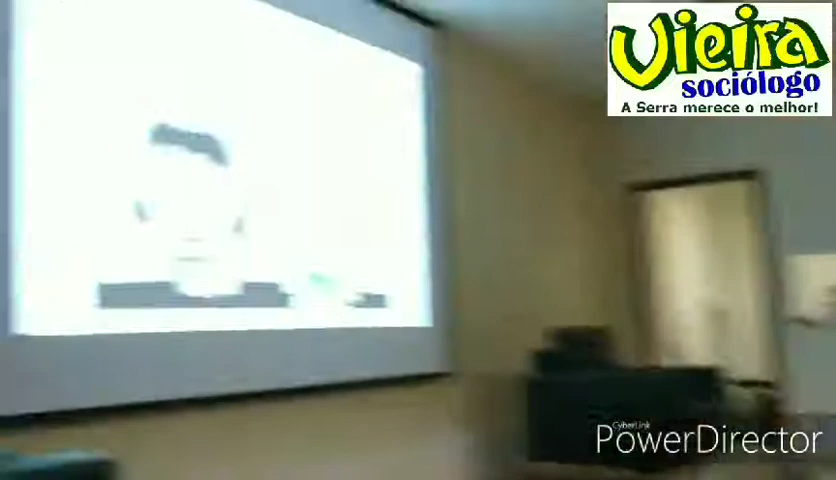 Vieira
sociólogo
A Serra merece o melhor!
CyberLink
PowerDirector